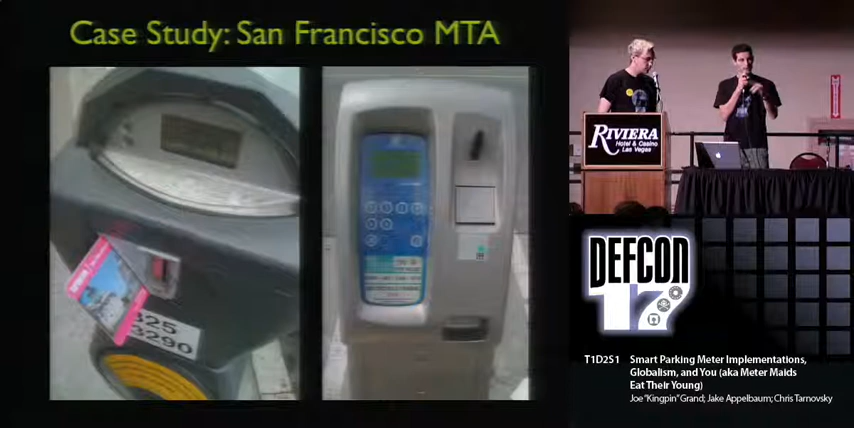 Case Study: San Francisco MTA
325
3290
RIVIERA
Hotel & Casino
Las Vegas
DEFCON
17
T1D2S1 Smart Parking Meter Implementations,
Globalism, and You (aka Meter Maids
Eat Their Young)
Joe "Kingpin" Grand; Jake Appelbaum; Chris Tarnovsky